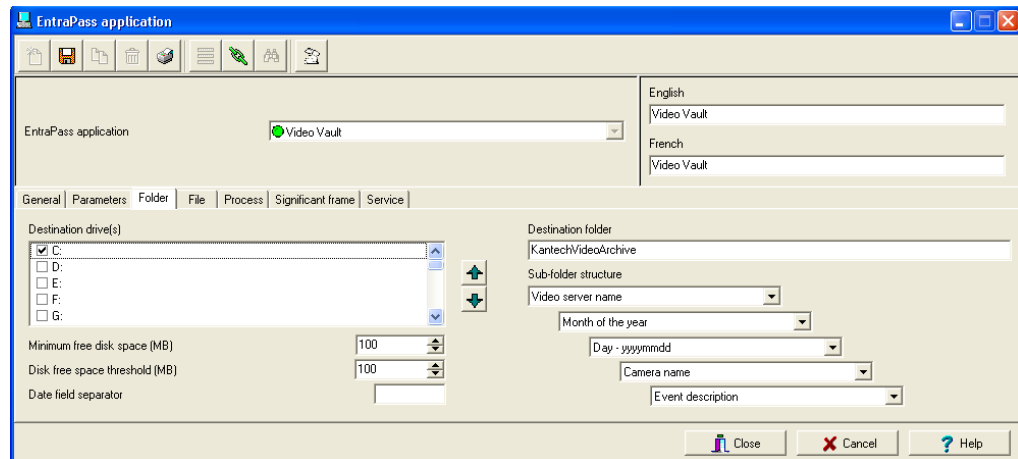 EntraPass application
English
Video Vault
EntraPass application
Video Vault
French
Video Vault
General
Parameters
Folder
File
Process
Significant frame
Service
Destination drive(s)
C:
D:
E:
F:
G:
Minimum free disk space (MB)
100
Disk free space threshold (MB)
100
Date field separator
Destination folder
KantechVideoArchive
Sub-folder structure
Video server name
Month of the year
Day - yyyymmdd
Camera name
Event description
Close
Cancel
? Help